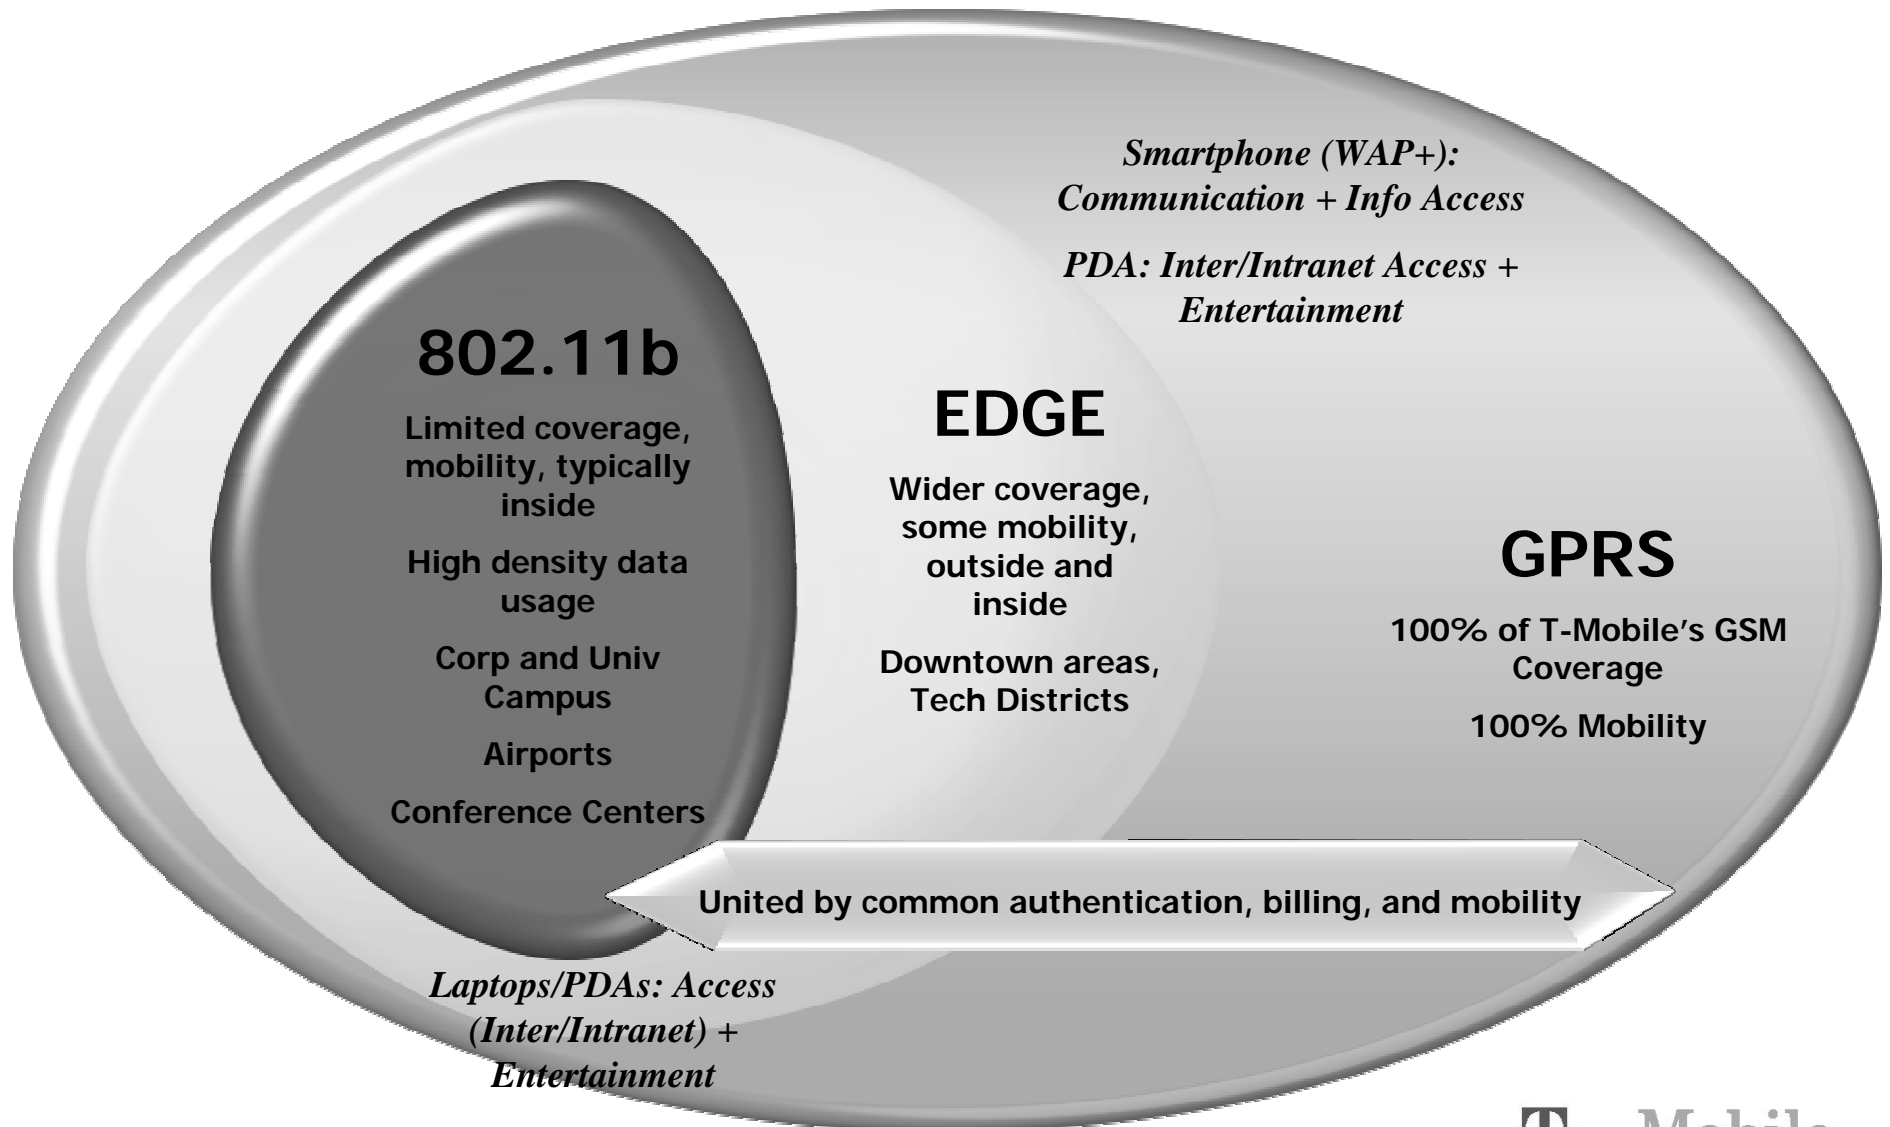 Smartphone (WAP+):
Communication + Info Access
PDA: Inter/Intranet Access +
Entertainment
802.11b
Limited coverage,
mobility, typically
inside
High density data
usage
Corp and Univ
Campus
Airports
Conference Centers
EDGE
Wider coverage,
some mobility,
outside and
inside
Downtown areas,
Tech Districts
GPRS
100% of T-Mobile’s GSM
Coverage
100% Mobility
United by common authentication, billing, and mobility
Laptops/PDAs: Access
(Inter/Intranet) +
Entertainment
T Mobile